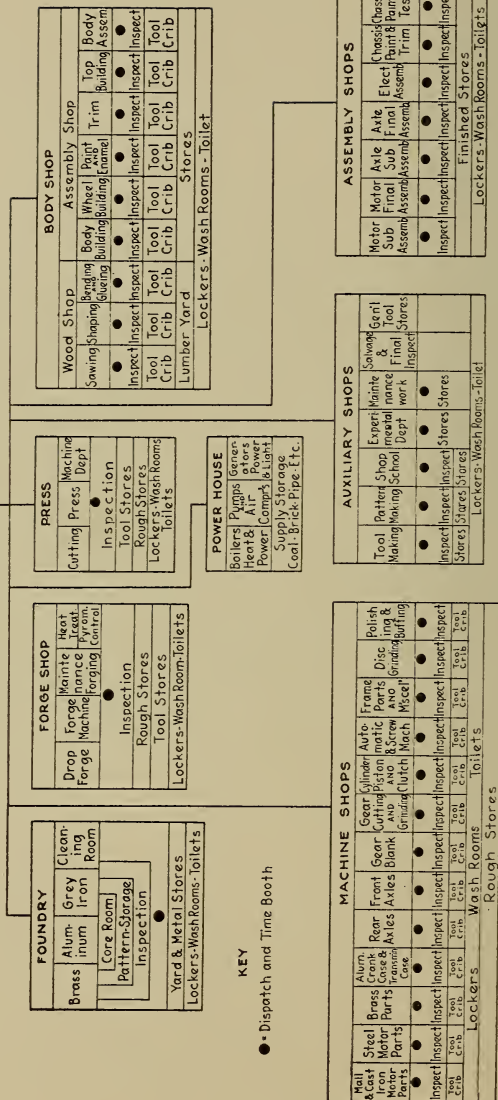 BODY SHOP
Wood Shop Assembly Shop
Sawing Shaping Bending AND Glueing Body Building Wheel Building Paint AND Enamel Trim Top Building Body Assem
Inspect Inspect Inspect Inspect Inspect Inspect Inspect Inspect Inspect
Tool Crib Tool Crib Tool Crib Tool Crib Tool Crib Tool Crib Tool Crib Tool Crib Tool Crib
Lumber Yard Stores
Lockers-Wash Rooms-Toilet
ASSEMBLY SHOPS
Motor Sub Assemb Motor Final Assemb Axle Sub Assemb Axle Final Assemb Elect Assemb Chassis Paint & Trim
Inspect Inspect Inspect Inspect Inspect Inspect
Finished Stores
Lockers-Wash Rooms-Toilets
PRESS
Cutting Press Machine Dept
Inspection
Tool Stores
Rough Stores
Lockers-Wash Rooms
Toilets
POWER HOUSE
Boilers Heat & Power Pumps AND Air Comprs. Generators Power & Light
Supply Storage
Coal-Brick-Pipe-Etc.
AUXILIARY SHOPS
Tool Making Pattern Making Shop School Experimental Dept Maintenance work Salvage & Final Inspect Gen'l Tool Stores
Inspect Inspect Inspect Stores Stores
Stores Stores Stores
Lockers-Wash Rooms-Toilet
FORGE SHOP
Drop Forge Forge Machine Maintenance Forging Heat Treat Pyrom. Control
Inspection
Rough Stores
Tool Stores
Lockers-Wash Room-Toilets
FOUNDRY
Brass Aluminum Grey Iron Cleaning Room
Core Room
Pattern-Storage
Inspection
Yard & Metal Stores
Lockers-Wash Rooms-Toilets
KEY
● = Dispatch and Time Booth
MACHINE SHOPS
Mall & Cast Iron Motor Parts Steel Motor Parts Brass Parts Alum. Crank Case & Transmin Case Rear Axles Front Axles Gear Blank Gear Cutting AND Grinding Cylinder Piston AND Clutch Automatic & Screw Mach Frame Parts AND M'scel' Disc Grinding Polishing & Buffing
Inspect Inspect Inspect Inspect Inspect Inspect Inspect Inspect Inspect Inspect Inspect Inspect Inspect
Tool Crib Tool Crib Tool Crib Tool Crib Tool Crib Tool Crib Tool Crib Tool Crib Tool Crib Tool Crib Tool Crib Tool Crib Tool Crib
Lockers Wash Rooms Toilets
Rough Stores